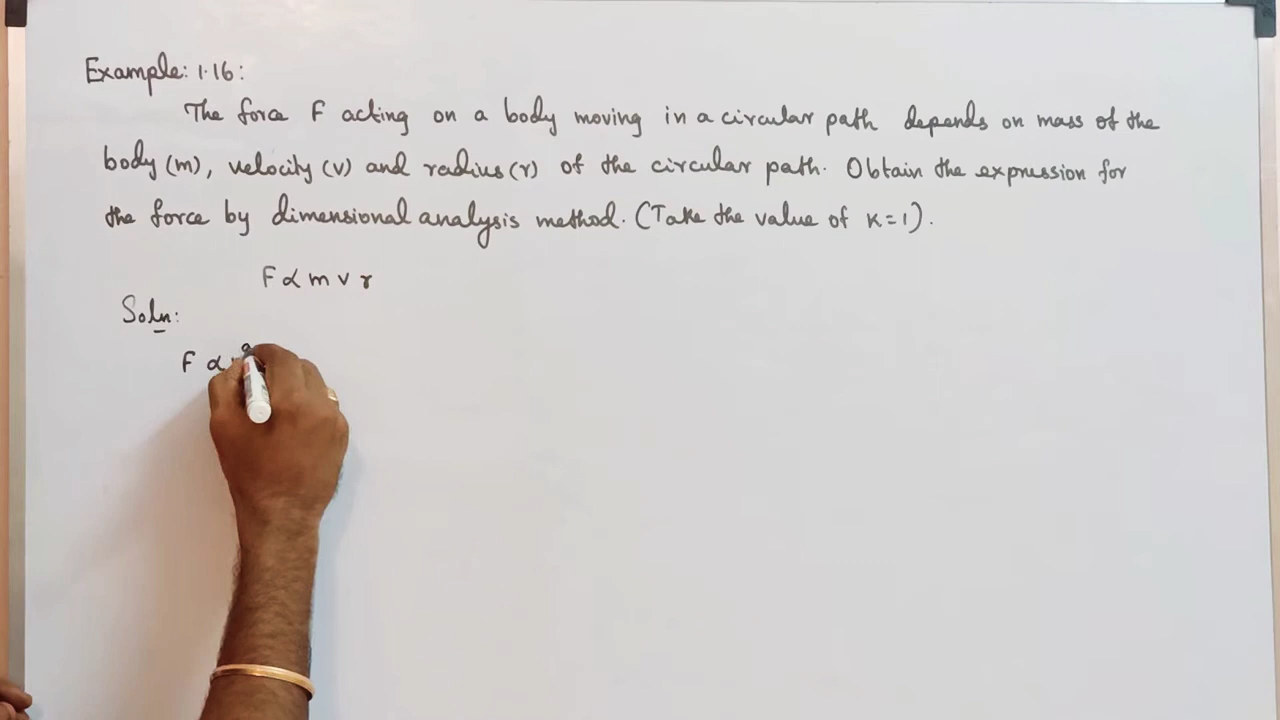 Example: 1.16:
The force F acting on a body moving in a circular path depends on mass of the
body (m), velocity (v) and radius (r) of the circular path. Obtain the expression for
the force by dimensional analysis method. (Take the value of K=1).
F ∝ m v r
Soln:
F ∝